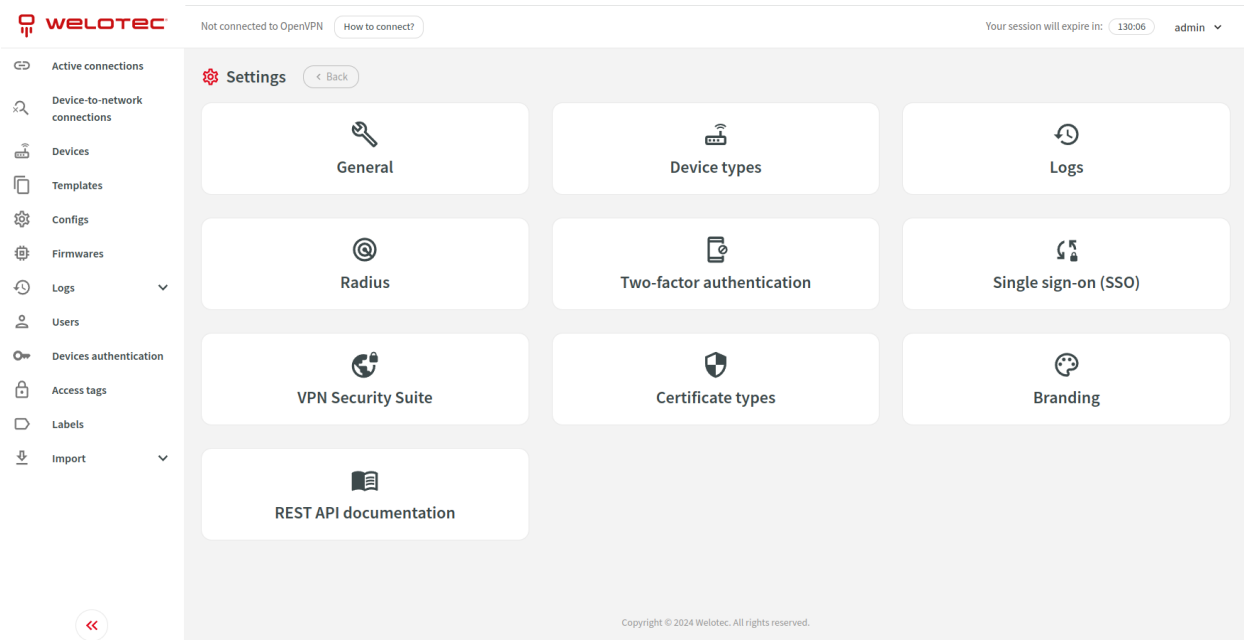 WELOTEC
Not connected to OpenVPN
How to connect?
Your session will expire in:
130:06
admin
Active connections
Device-to-network
connections
Devices
Templates
Configs
Firmwares
Logs
Users
Devices authentication
Access tags
Labels
Import
Settings
Back
General
Device types
Logs
Radius
Two-factor authentication
Single sign-on (SSO)
VPN Security Suite
Certificate types
Branding
REST API documentation
Copyright © 2024 Welotec. All rights reserved.